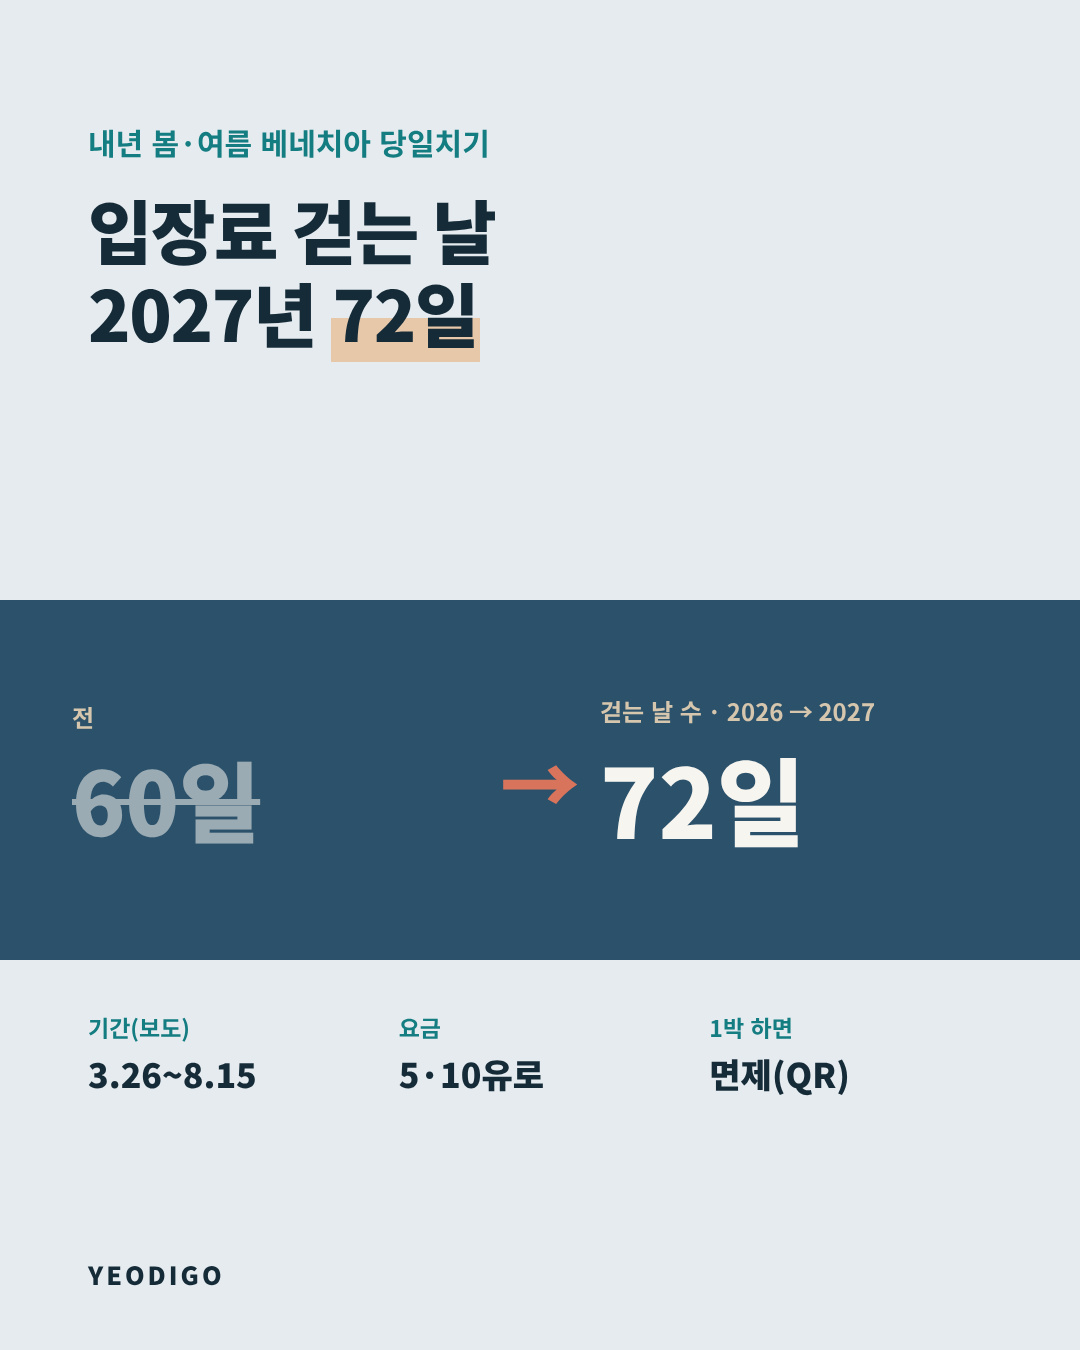 내년 봄·여름 베네치아 당일치기
입장료 걷는 날
2027년 72일
전
60일
→
걷는 날 수 · 2026 → 2027
72일
기간(보도)
3.26~8.15
요금
5·10유로
1박 하면
면제(QR)
YEODIGO